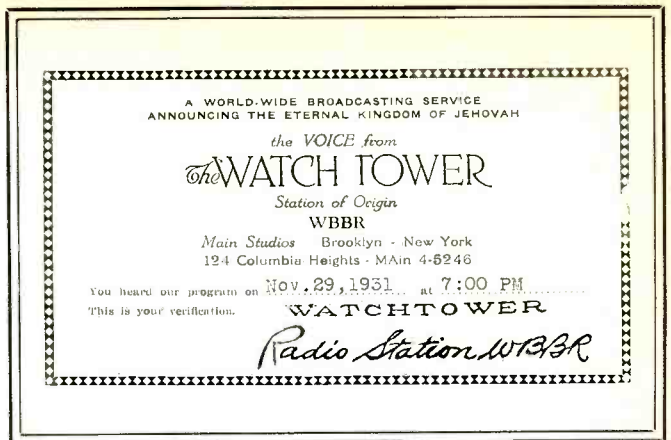 A WORLD-WIDE BROADCASTING SERVICE
ANNOUNCING THE ETERNAL KINGDOM OF JEHOVAH
the VOICE from
The WATCH TOWER
Station of Origin
WBBR
Main Studios Brooklyn - New York
124 Columbia Heights - MAin 4-5246
You heard our program on Nov.29,1931 at 7:00 PM
This is your verification. WATCHTOWER
Radio Station WBBR